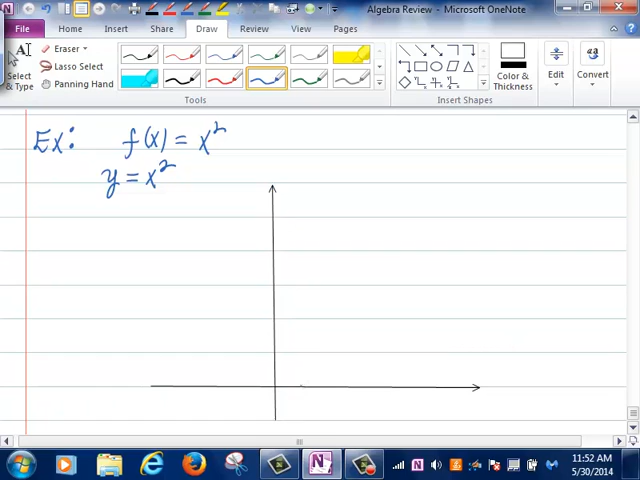 Algebra Review - Microsoft OneNote
File Home Insert Share Draw Review View Pages
Select & Type
Eraser
Lasso Select
Panning Hand
Tools
Insert Shapes
Color & Thickness
Edit
Convert
Ex: f(x) = x²
y = x²
11:52 AM
5/30/2014